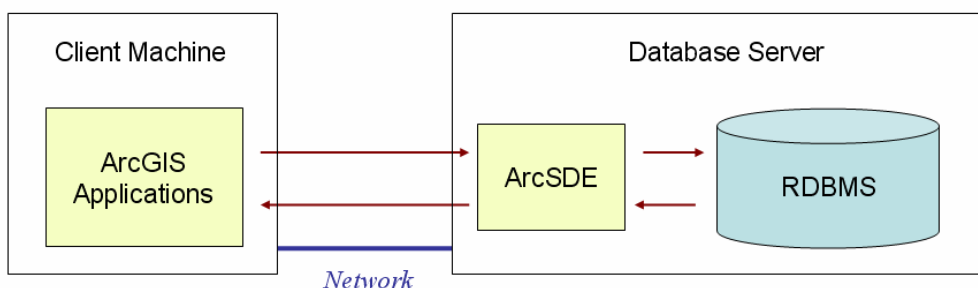 Client Machine
Database Server
ArcGIS
Applications
ArcSDE
RDBMS
Network